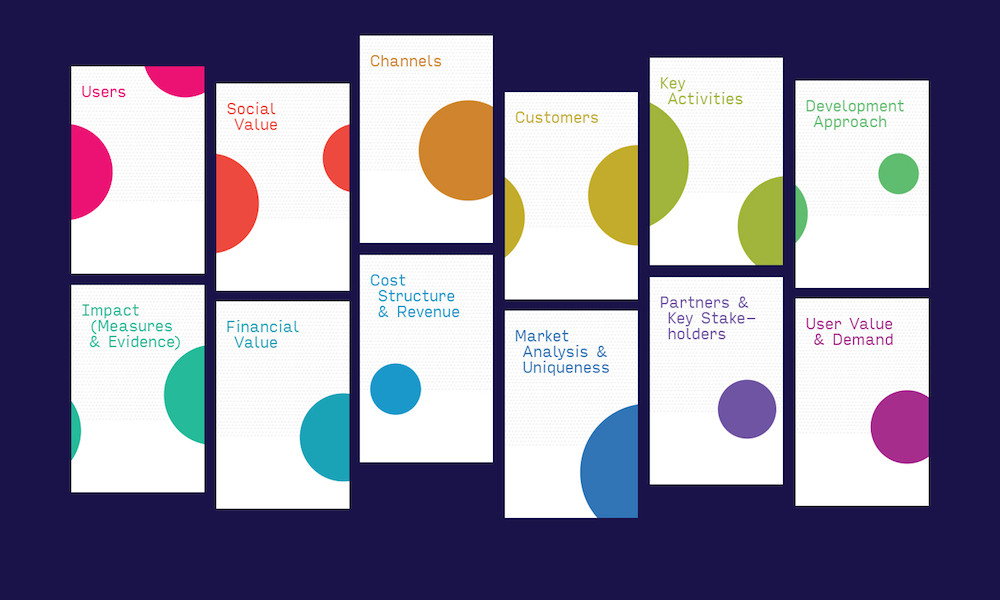 Users
Social
Value
Channels
Customers
Key
Activities
Development
Approach
Impact
(Measures
& Evidence)
Financial
Value
Cost
Structure
& Revenue
Market
Analysis &
Uniqueness
Partners &
Key Stake–
holders
User Value
& Demand